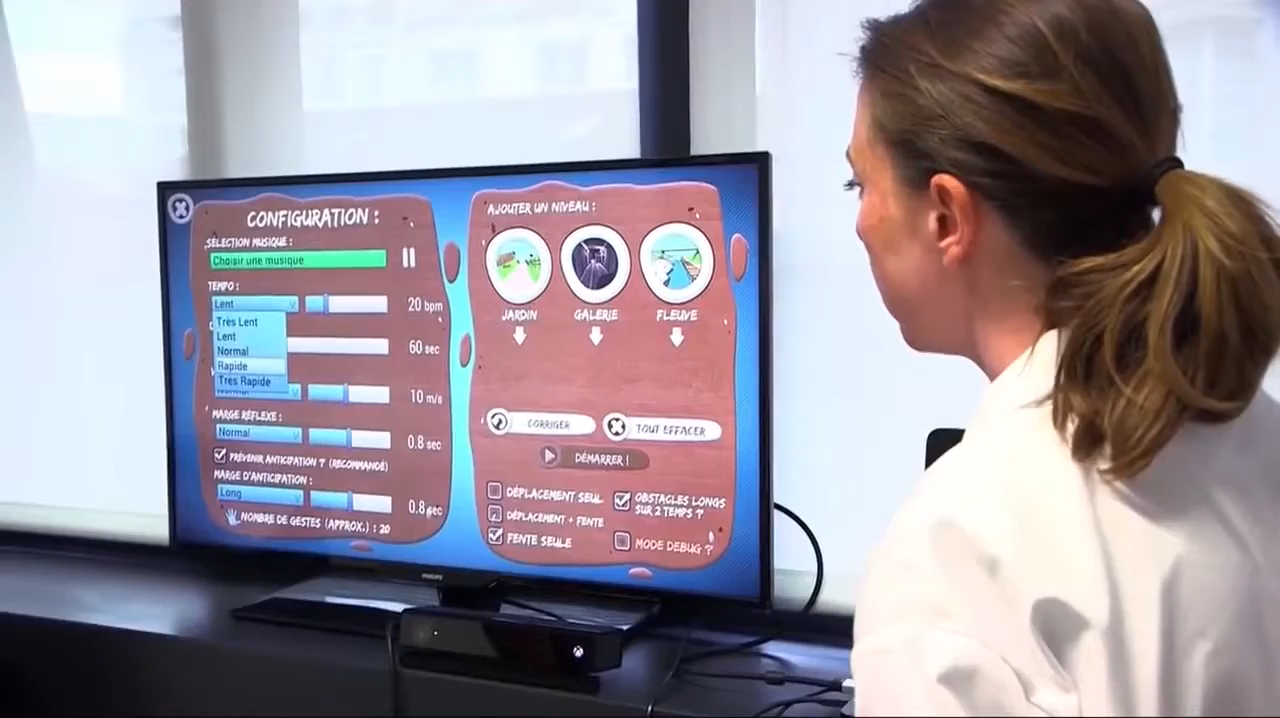 CONFIGURATION :
SÉLECTION MUSIQUE :
Choisir une musique
TEMPO :
Lent
20 bpm
Très Lent
Lent
Normal
Rapide
Tres Rapide
60 sec
10 m/s
MARGE RÉFLEXE :
Normal
0.8 sec
PRÉVENIR ANTICIPATION ? (RECOMMANDÉ)
MARGE D'ANTICIPATION :
Long
0.8 sec
NOMBRE DE GESTES (APPROX.) : 20
AJOUTER UN NIVEAU :
JARDIN
GALERIE
FLEUVE
CORRIGER
TOUT EFFACER
DÉMARRER !
DÉPLACEMENT SEUL
DÉPLACEMENT + FENTE
FENTE SEULE
OBSTACLES LONGS
SUR 2 TEMPS ?
MODE DEBUG ?